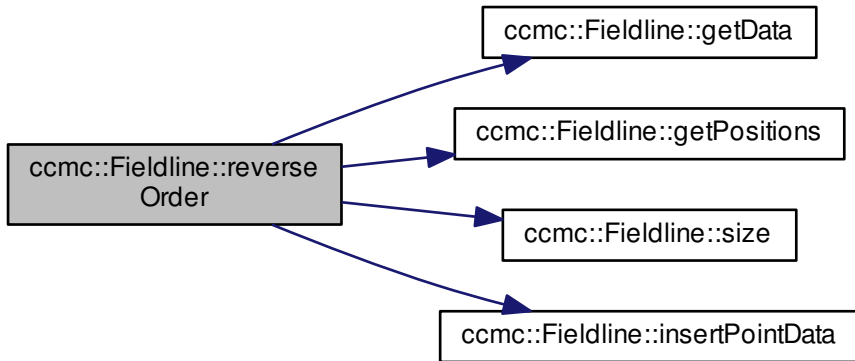 ccmc::Fieldline::getData
ccmc::Fieldline::getPositions
ccmc::Fieldline::reverse
Order
ccmc::Fieldline::size
ccmc::Fieldline::insertPointData